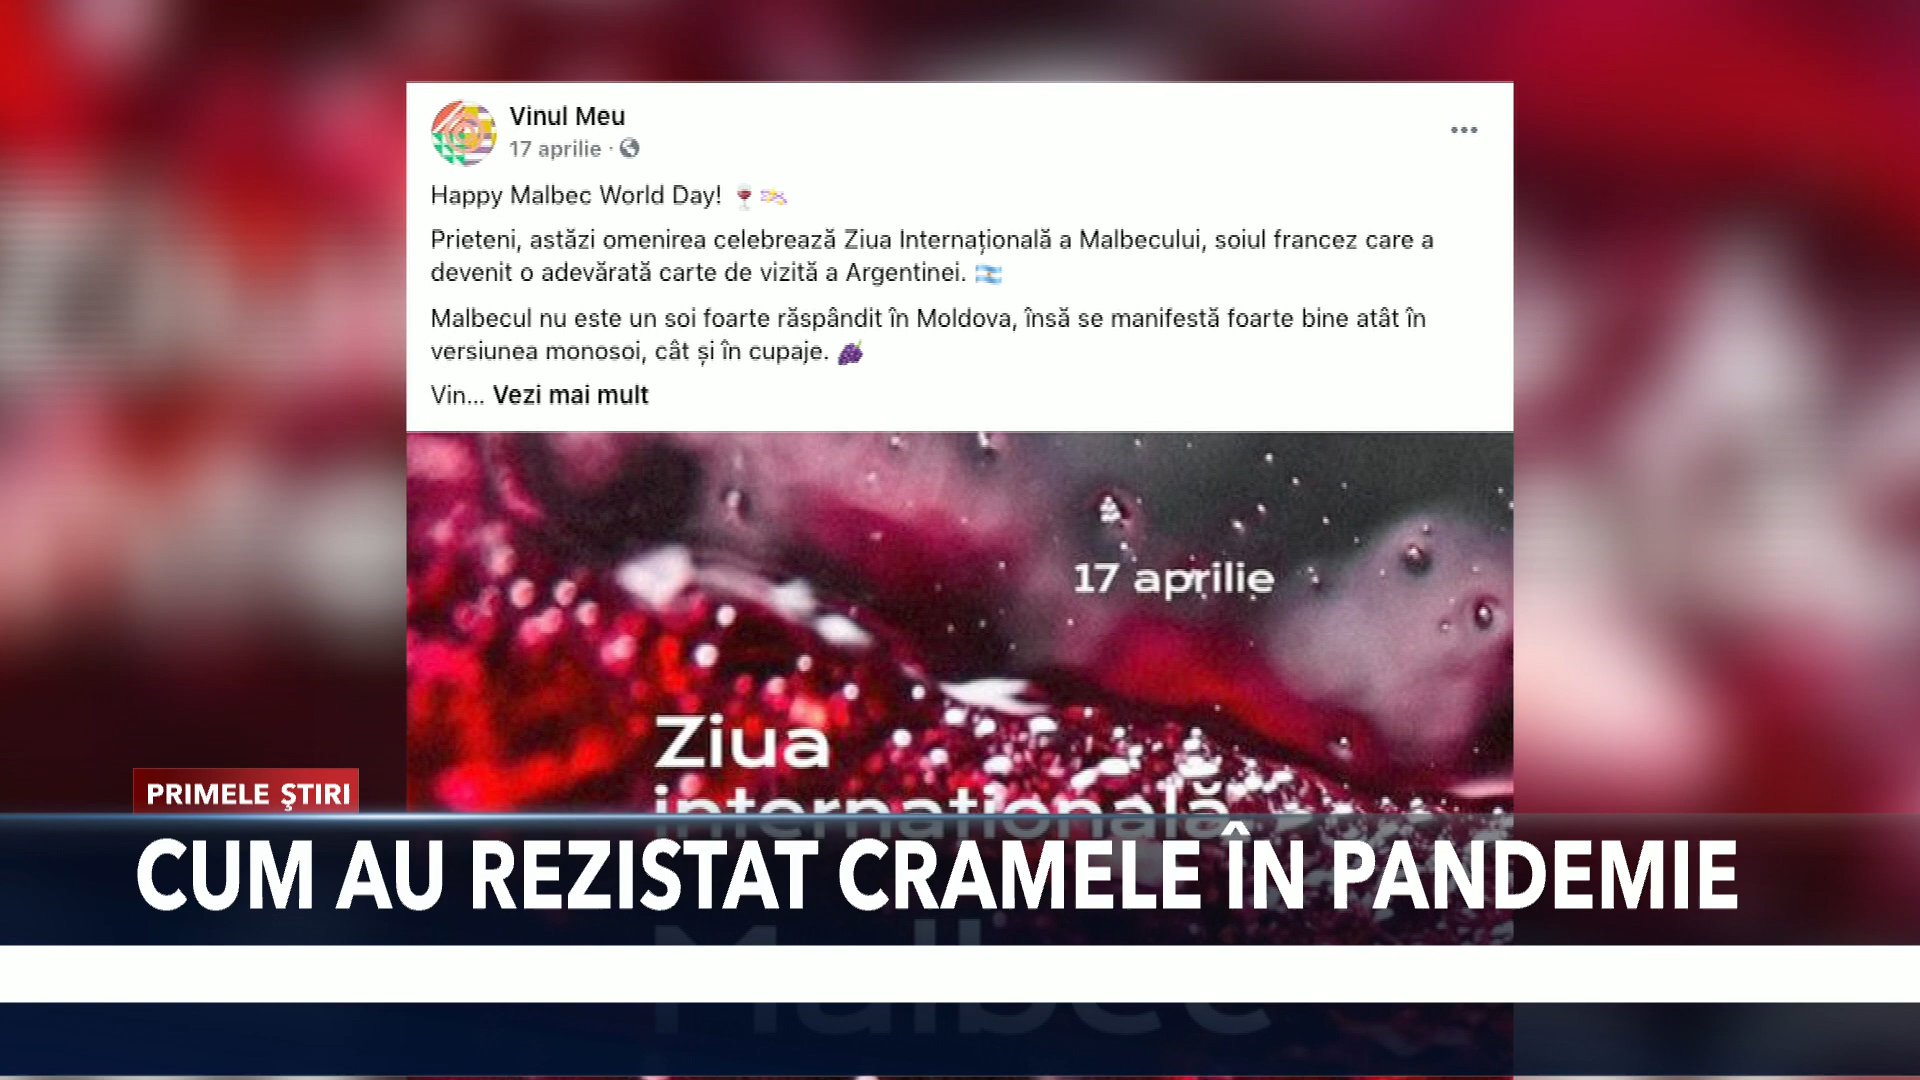 Vinul Meu
17 aprilie
Happy Malbec World Day!
Prieteni, astăzi omenirea celebrează Ziua Internațională a Malbecului, soiul francez care a
devenit o adevărată carte de vizită a Argentinei.
Malbecul nu este un soi foarte răspândit în Moldova, însă se manifestă foarte bine atât în
versiunea monosoi, cât și în cupaje.
Vin... Vezi mai mult
17 aprilie
Ziua
internațională
PRIMELE ŞTIRI
CUM AU REZISTAT CRAMELE ÎN PANDEMIE
Malbec